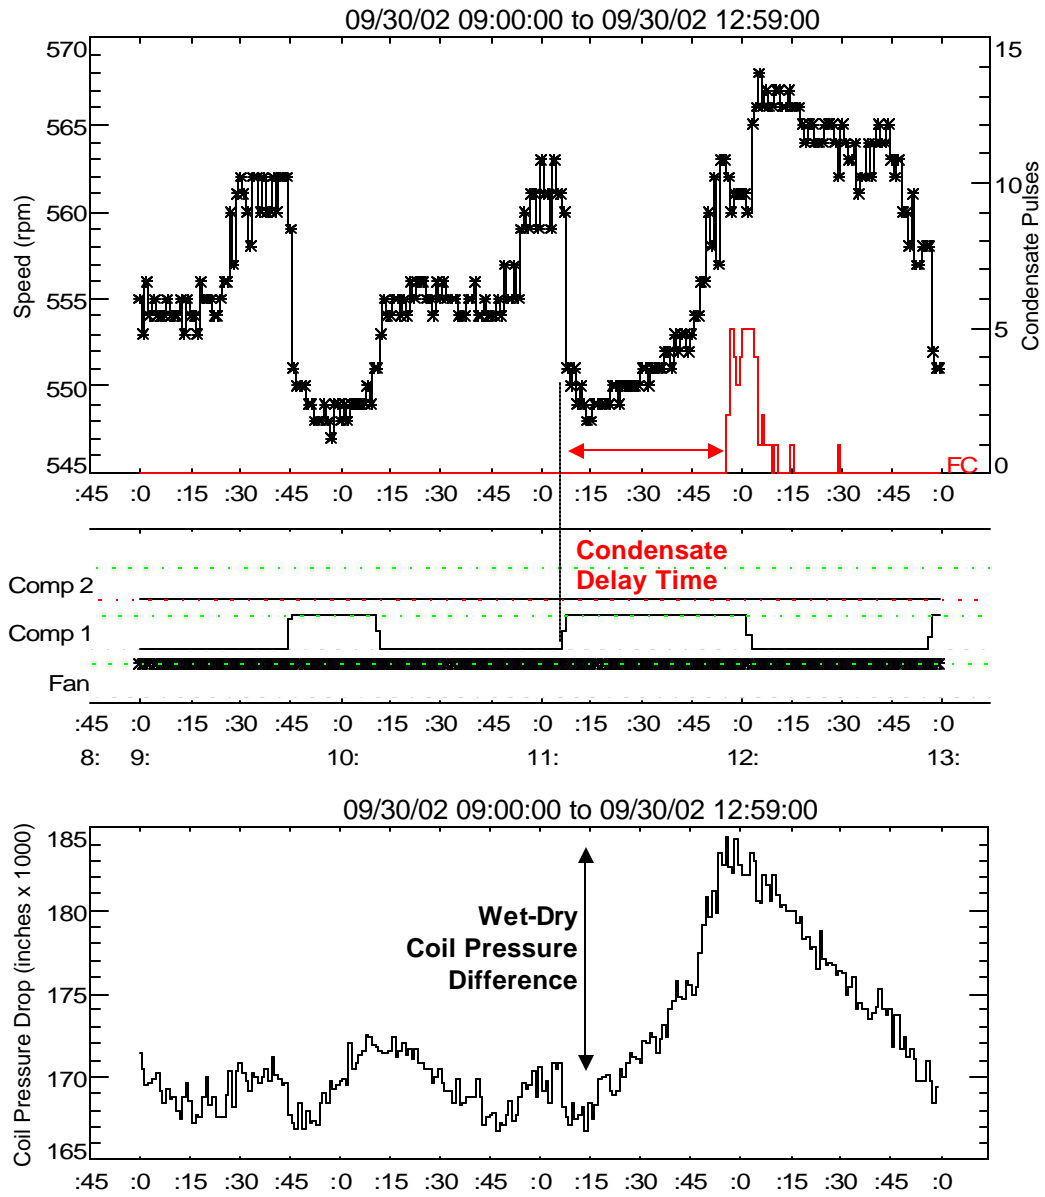 09/30/02 09:00:00 to 09/30/02 12:59:00
570
565
560
555
550
545
Speed (rpm)
15
10
5
0
Condensate Pulses
FC
:45 :0 :15 :30 :45 :0 :15 :30 :45 :0 :15 :30 :45 :0 :15 :30 :45 :0
Condensate
Delay Time
Comp 2
Comp 1
Fan
:45 :0 :15 :30 :45 :0 :15 :30 :45 :0 :15 :30 :45 :0 :15 :30 :45 :0
8: 9: 10: 11: 12: 13:
09/30/02 09:00:00 to 09/30/02 12:59:00
185
180
175
170
165
Coil Pressure Drop (inches x 1000)
Wet-Dry
Coil Pressure
Difference
:45 :0 :15 :30 :45 :0 :15 :30 :45 :0 :15 :30 :45 :0 :15 :30 :45 :0